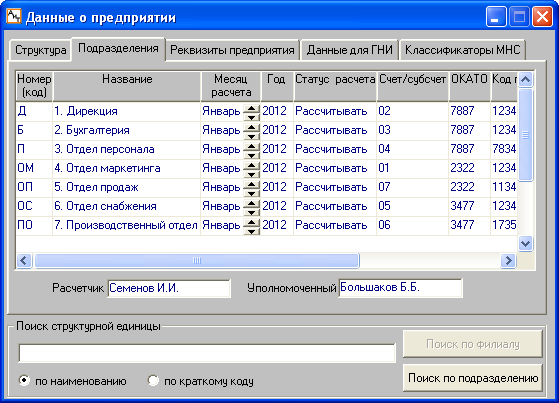 Данные о предприятии
Структура Подразделения Реквизиты предприятия Данные для ГНИ Классификаторы МНС
Номер (код) Название Месяц расчета Год Статус расчета Счет/субсчет ОКАТО Код п
Д 1. Дирекция Январь 2012 Рассчитывать 02 7887 1234
Б 2. Бухгалтерия Январь 2012 Рассчитывать 03 7887 1234
П 3. Отдел персонала Январь 2012 Рассчитывать 04 7887 7834
ОМ 4. Отдел маркетинга Январь 2012 Рассчитывать 01 2322 1234
ОП 5. Отдел продаж Январь 2012 Рассчитывать 07 2322 1134
ОС 6. Отдел снабжения Январь 2012 Рассчитывать 05 3477 1234
ПО 7. Производственный отдел Январь 2012 Рассчитывать 06 3477 1735
Расчетчик Семенов И.И. Уполномоченный Большаков Б.Б.
Поиск структурной единицы
Поиск по филиалу
по наименованию по краткому коду Поиск по подразделению